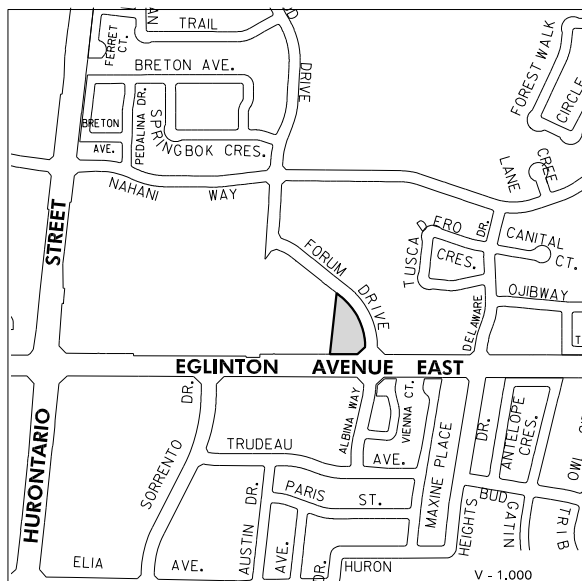 TRAIL
FERRET CT.
AN
D
DRIVE
BRETON AVE.
PEDALINA DR.
BRETON AVE.
SPRINGBOK CRES.
NAHANI WAY
FOREST WALK
CIRCLE
CREE
LANE
TUSCADERO
CRES.
DR.
CANITAL
CT.
OJIBWAY
DELAWARE
T
FORUM DRIVE
STREET
EGLINTON AVENUE EAST
HURONTARIO
SORRENTO
DR.
TRUDEAU
AVE.
ALBINA WAY
VIENNA CT.
PARIS ST.
AUSTIN
DR.
AVE.
DR.
MAXINE PLACE
HURON
HEIGHTS
DR.
ANTELOPE
CRES.
BUD
GATIN
TRIB
IMO
ELIA AVE.
V - 1.000